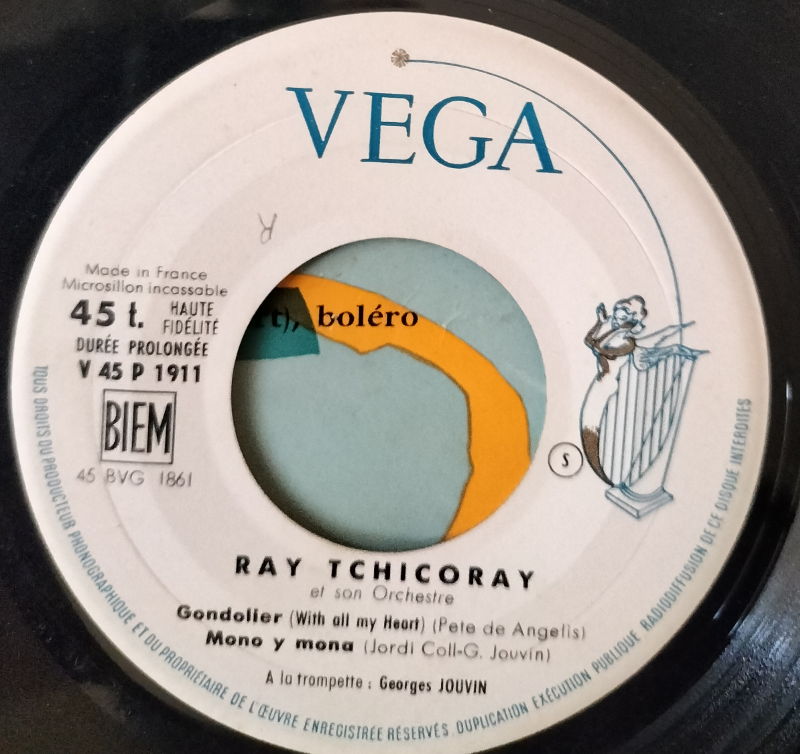 VEGA
R
Made in France
Microsillon incassable
45 t. HAUTE FIDÉLITÉ
DURÉE PROLONGÉE
V 45 P 1911
BIEM
45 BVG 1861
t), boléro
S
RAY TCHICORAY
et son Orchestre
Gondolier (With all my Heart) (Pete de Angelis)
Mono y mona (Jordi Coll-G. Jouvin)
A la trompette : Georges JOUVIN
TOUS DROITS DU PRODUCTEUR PHONOGRAPHIQUE ET DU PROPRIÉTAIRE DE L'ŒUVRE ENREGISTRÉE RÉSERVÉS DUPLICATION EXÉCUTION PUBLIQUE RADIODIFFUSION DE CE DISQUE INTERDITES